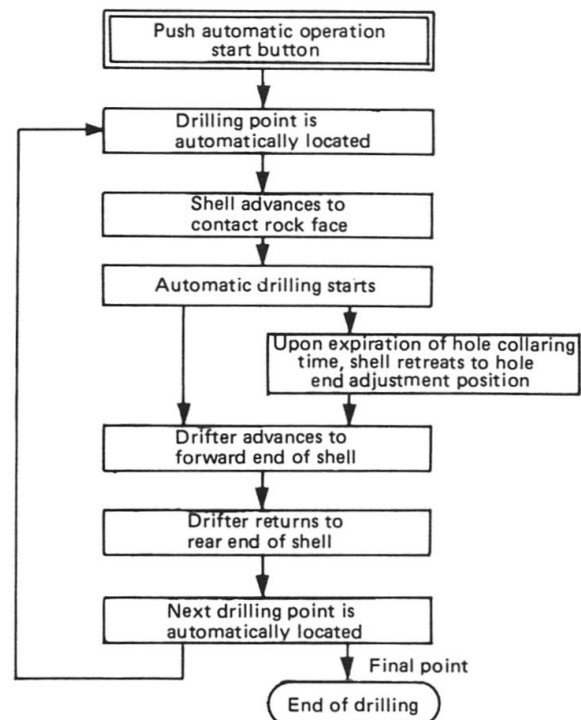 Push automatic operation
start button
Drilling point is
automatically located
Shell advances to
contact rock face
Automatic drilling starts
Upon expiration of hole collaring
time, shell retreats to hole
end adjustment position
Drifter advances to
forward end of shell
Drifter returns to
rear end of shell
Next drilling point is
automatically located
Final point
End of drilling